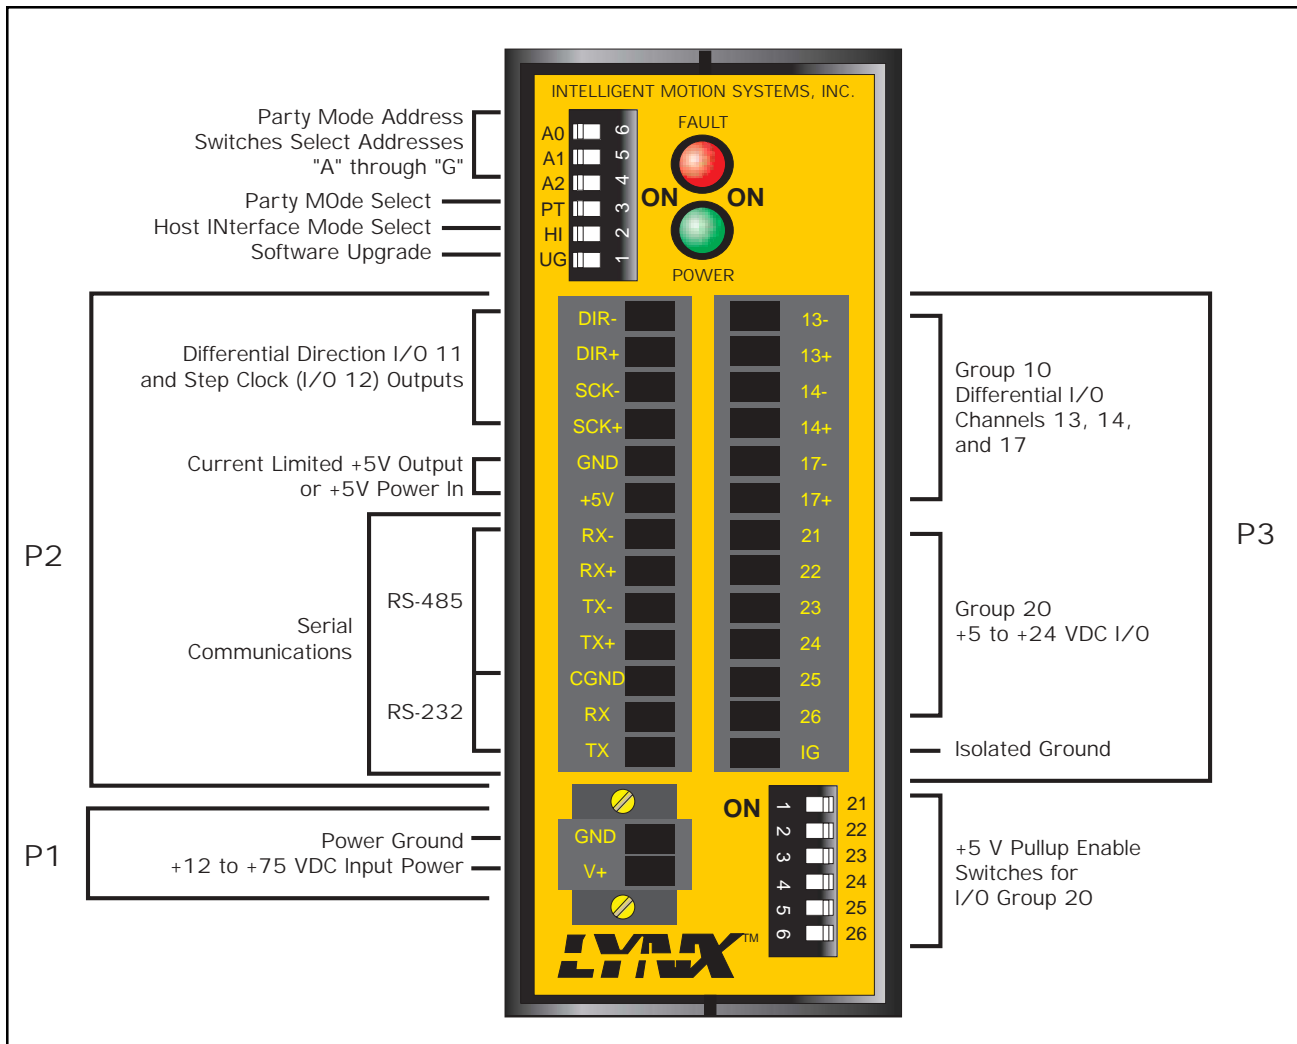 INTELLIGENT MOTION SYSTEMS, INC.
Party Mode Address
Switches Select Addresses
"A" through "G"
Party MOde Select
Host INterface Mode Select
Software Upgrade
A0 6
A1 5
A2 4
PT 3
HI 2
UG 1
FAULT
ON ON
POWER
P2
Differential Direction I/O 11
and Step Clock (I/O 12) Outputs
Current Limited +5V Output
or +5V Power In
Serial
Communications
RS-485
RS-232
DIR-
DIR+
SCK-
SCK+
GND
+5V
RX-
RX+
TX-
TX+
CGND
RX
TX
13-
13+
14-
14+
17-
17+
21
22
23
24
25
26
IG
Group 10
Differential I/O
Channels 13, 14,
and 17
Group 20
+5 to +24 VDC I/O
Isolated Ground
P3
P1
Power Ground
+12 to +75 VDC Input Power
GND
V+
ON
1 21
2 22
3 23
4 24
5 25
6 26
+5 V Pullup Enable
Switches for
I/O Group 20
LYNX™